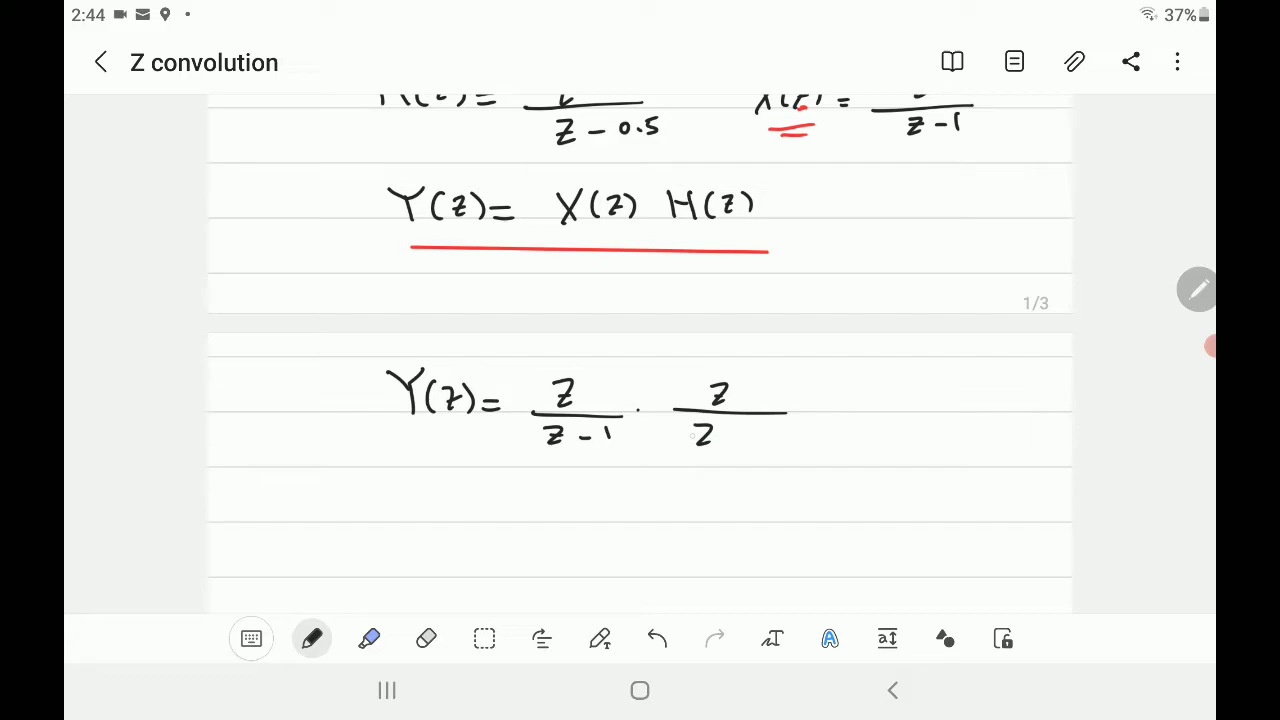 2:44 37%
Z convolution
H(z) = z / z - 0.5 X(z) = z / z - 1
Y(z) = X(z) H(z)
1/3
Y(z) = z / z - 1 · z / z